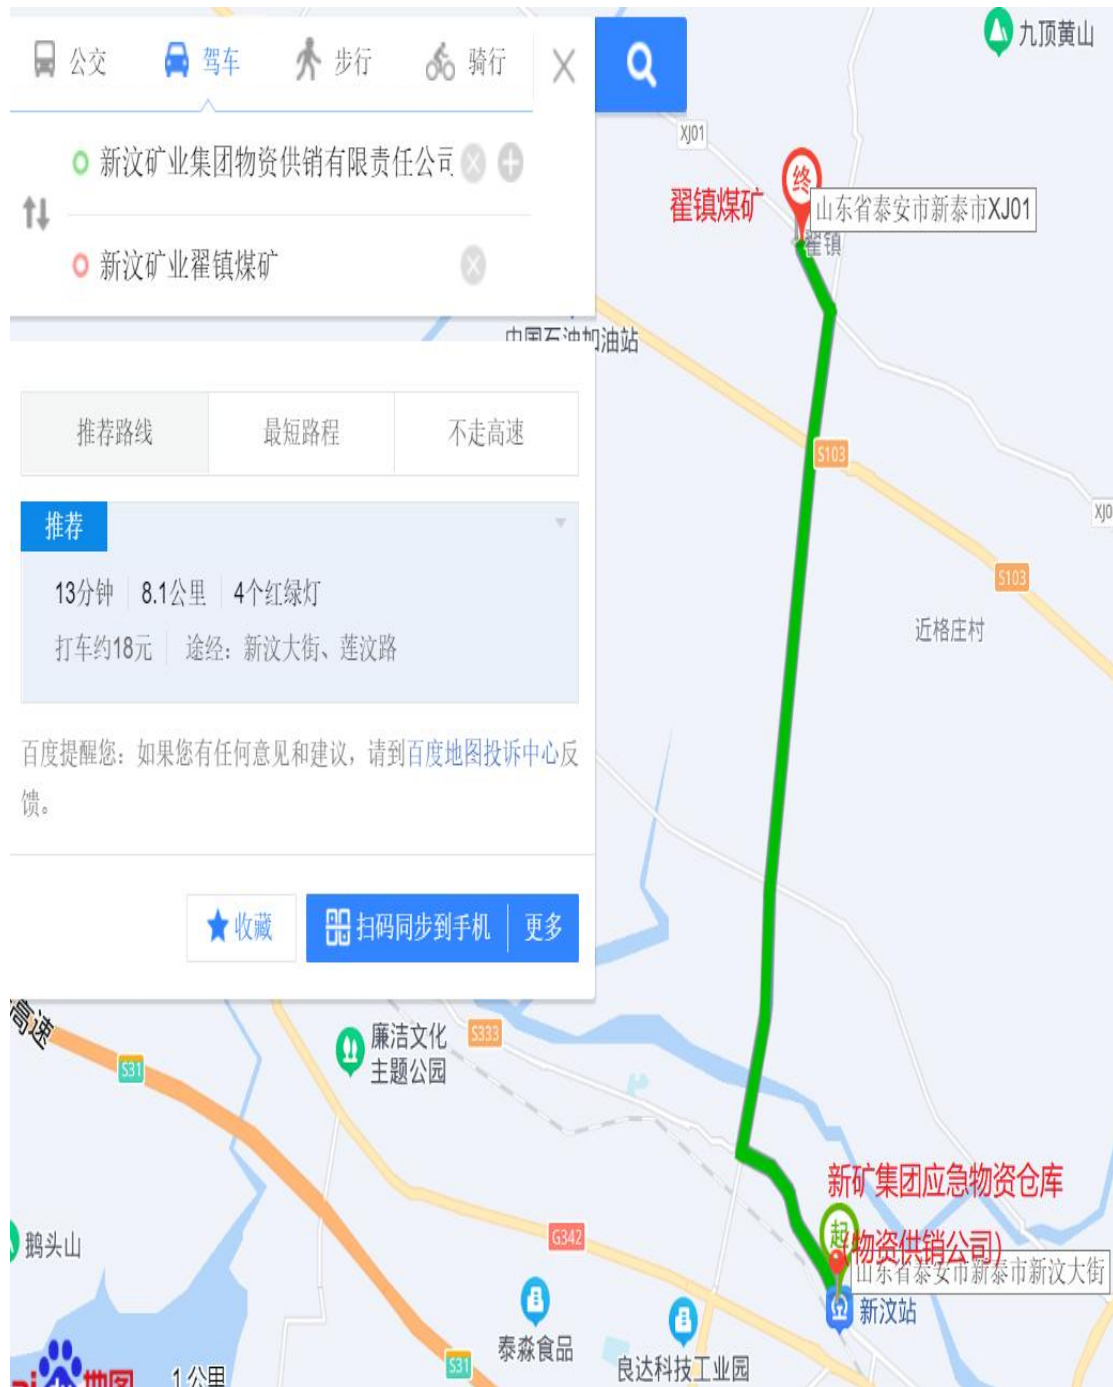 公交 驾车 步行 骑行
新汶矿业集团物资供销有限责任公司
新汶矿业翟镇煤矿
推荐路线 最短路程 不走高速
推荐
13分钟 8.1公里 4个红绿灯
打车约18元 途经：新汶大街、莲汶路
百度提醒您：如果您有任何意见和建议，请到百度地图投诉中心反
馈。
收藏 扫码同步到手机 更多
九顶黄山
XJ01
终
翟镇煤矿
山东省泰安市新泰市XJ01
翟镇
中国石油加油站
S103
XJ0
S103
近格庄村
高速
S31
廉洁文化
主题公园
S333
新矿集团应急物资仓库
起
(物资供销公司)
山东省泰安市新泰市新汶大街
新汶站
鹅头山
G342
泰淼食品
良达科技工业园
S31
地图
1公里